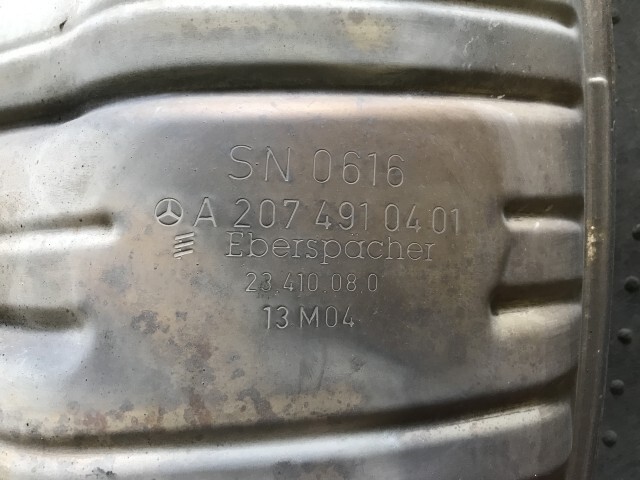 SN 0616
A 207 491 04 01
Eberspächer
23.410.08.0
13 M04